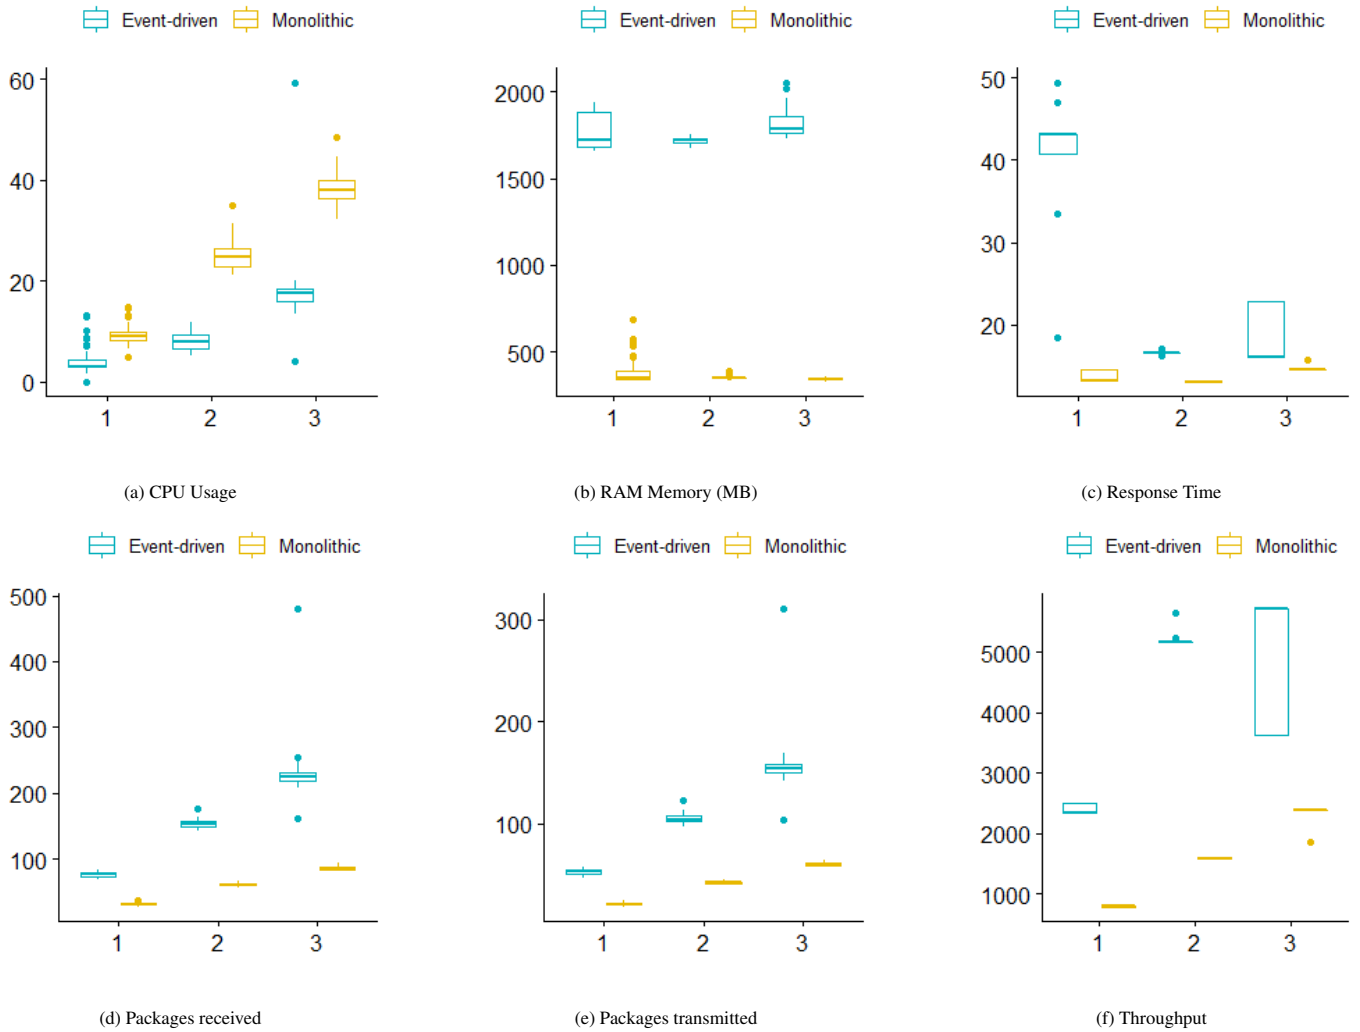 Event-driven Monolithic
60
40
20
0
1 2 3
(a) CPU Usage
Event-driven Monolithic
2000
1500
1000
500
1 2 3
(b) RAM Memory (MB)
Event-driven Monolithic
50
40
30
20
1 2 3
(c) Response Time
Event-driven Monolithic
500
400
300
200
100
1 2 3
(d) Packages received
Event-driven Monolithic
300
200
100
1 2 3
(e) Packages transmitted
Event-driven Monolithic
5000
4000
3000
2000
1000
1 2 3
(f) Throughput